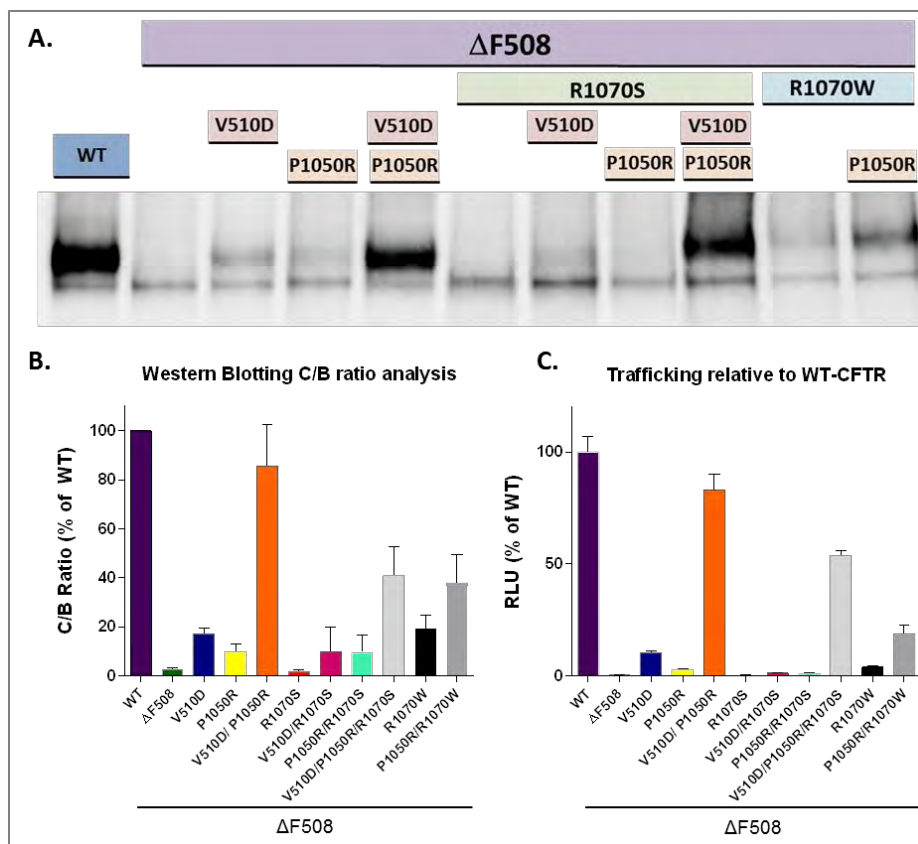 A.
ΔF508
R1070S R1070W
V510D V510D V510D V510D
WT P1050R P1050R P1050R P1050R P1050R
B. Western Blotting C/B ratio analysis
C/B Ratio (% of WT)
100
80
60
40
20
0
WT
ΔF508
V510D
P1050R
V510D/ P1050R
R1070S
V510D/R1070S
P1050R/R1070S
V510D/P1050R/R1070S
R1070W
P1050R/R1070W
ΔF508
C. Trafficking relative to WT-CFTR
RLU (% of WT)
100
50
0
WT
ΔF508
V510D
P1050R
V510D/ P1050R
R1070S
V510D/R1070S
P1050R/R1070S
V510D/P1050R/R1070S
R1070W
P1050R/R1070W
ΔF508